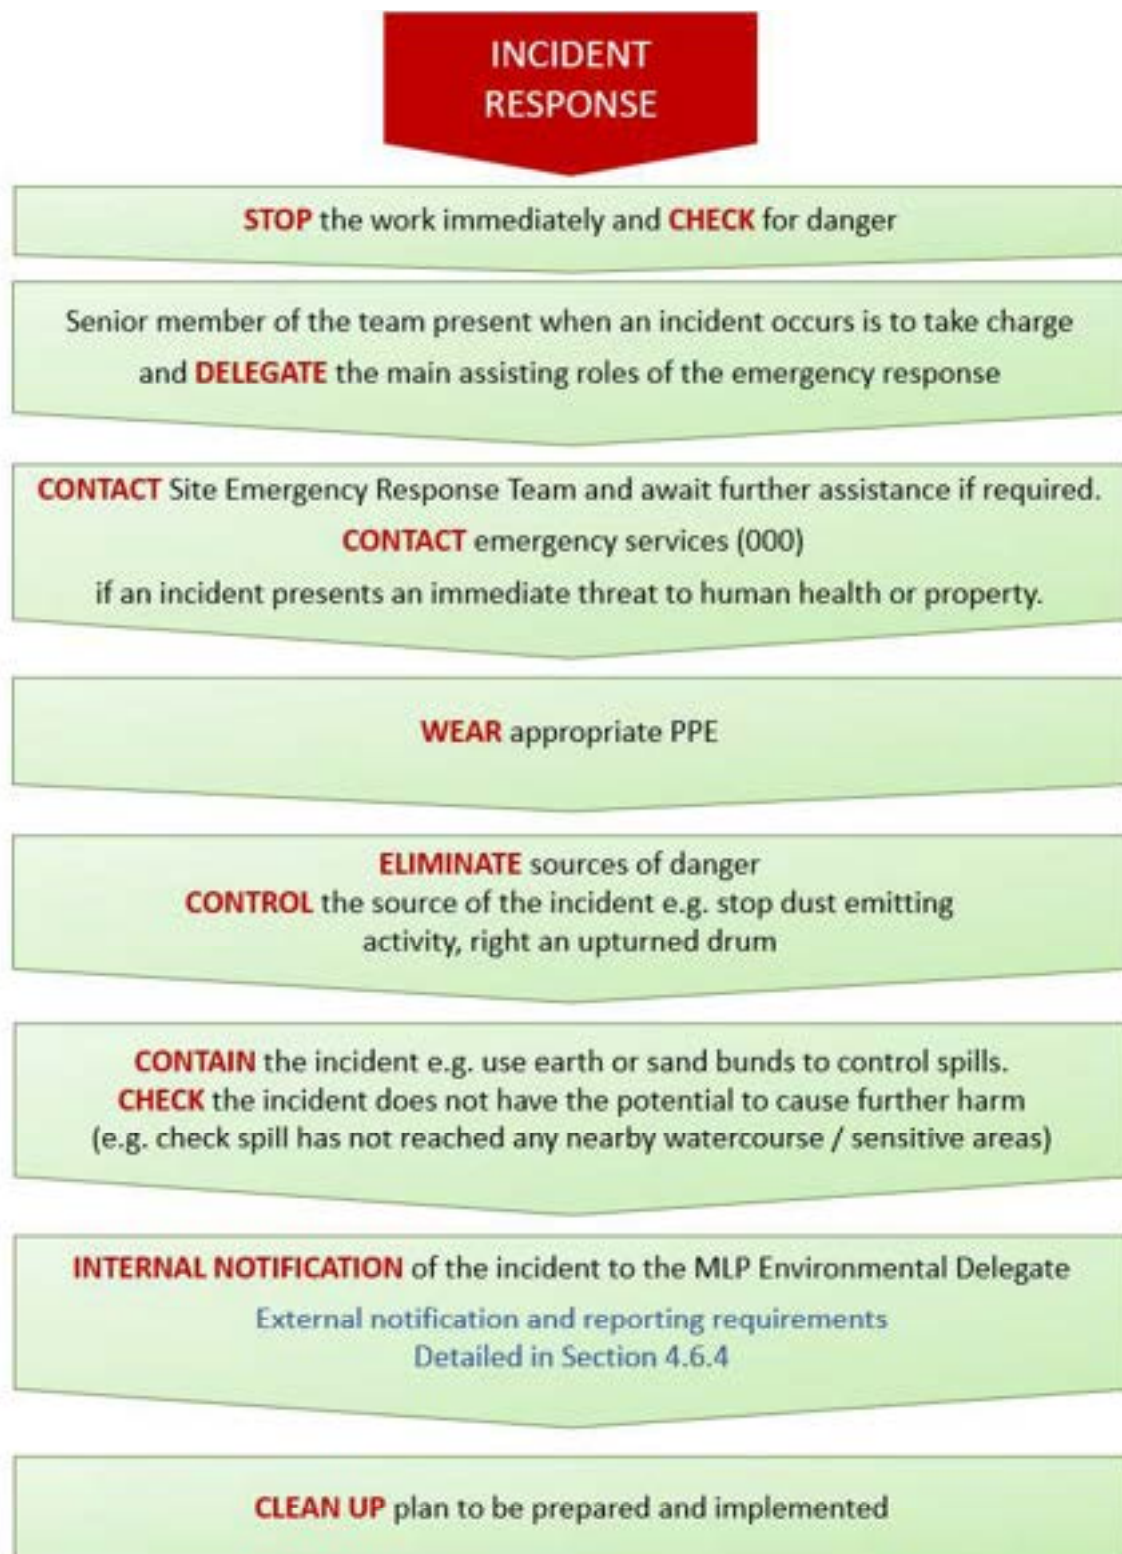 INCIDENT
RESPONSE
STOP the work immediately and CHECK for danger
Senior member of the team present when an incident occurs is to take charge
and DELEGATE the main assisting roles of the emergency response
CONTACT Site Emergency Response Team and await further assistance if required.
CONTACT emergency services (000)
if an incident presents an immediate threat to human health or property.
WEAR appropriate PPE
ELIMINATE sources of danger
CONTROL the source of the incident e.g. stop dust emitting
activity, right an upturned drum
CONTAIN the incident e.g. use earth or sand bunds to control spills.
CHECK the incident does not have the potential to cause further harm
(e.g. check spill has not reached any nearby watercourse / sensitive areas)
INTERNAL NOTIFICATION of the incident to the MLP Environmental Delegate
External notification and reporting requirements
Detailed in Section 4.6.4
CLEAN UP plan to be prepared and implemented